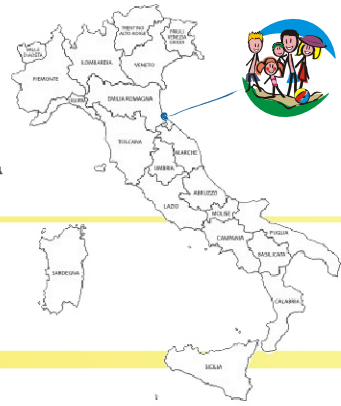 TRENTINO
ALTO ADIGE
FRIULI
VENEZIA
GIULIA
VALLE
D'AOSTA
LOMBARDIA
VENETO
PIEMONTE
LIGURIA
EMILIA ROMAGNA
TOSCANA
MARCHE
UMBRIA
ABRUZZO
LAZIO
MOLISE
CAMPANIA
PUGLIA
BASILICATA
SARDEGNA
CALABRIA
SICILIA